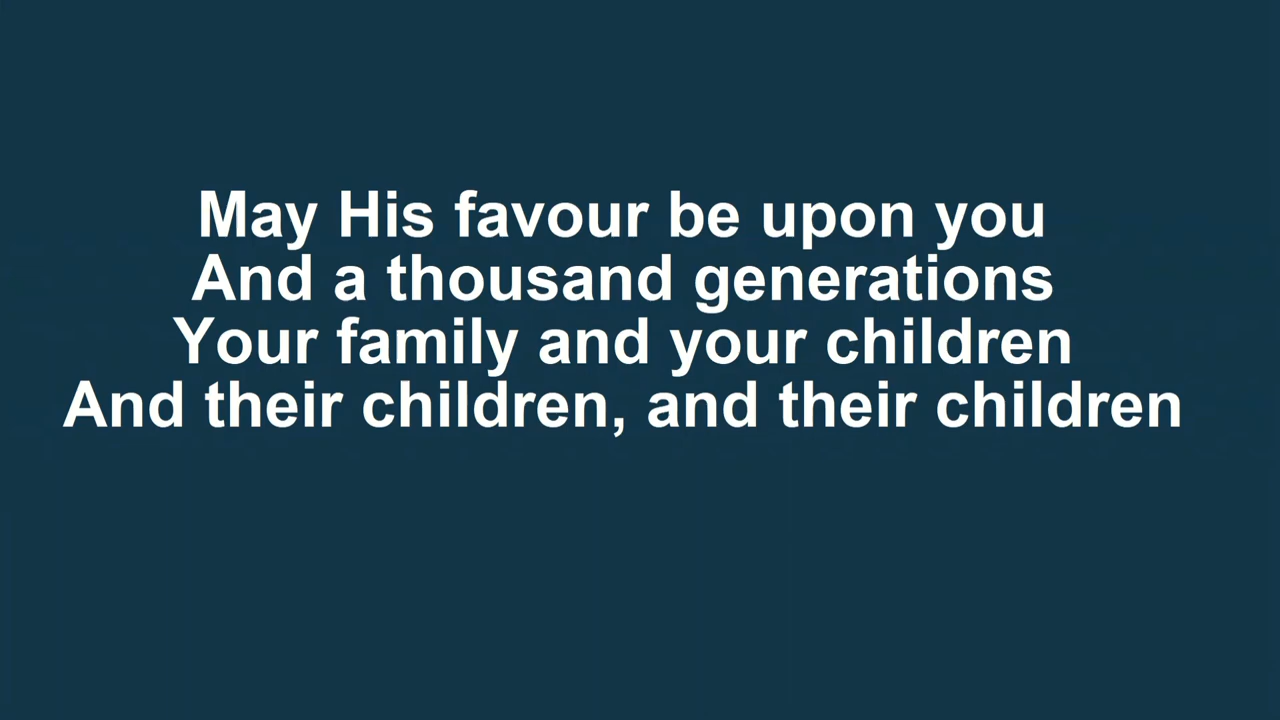 May His favour be upon you
And a thousand generations
Your family and your children
And their children, and their children